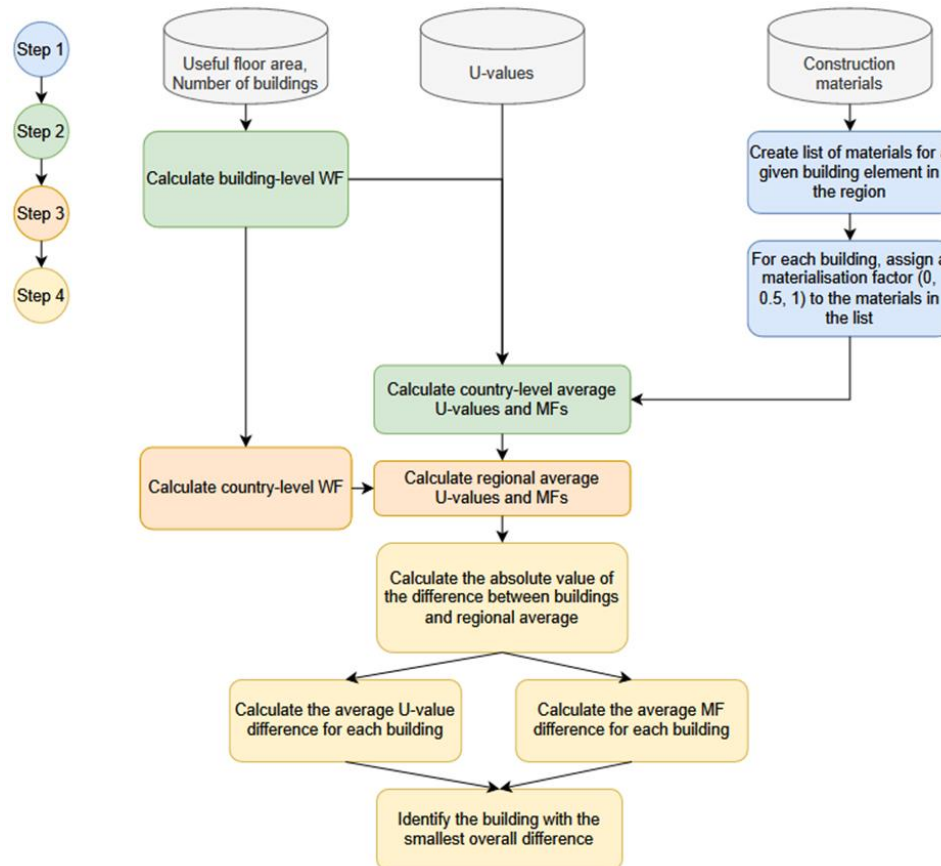 Step 1
Step 2
Step 3
Step 4
Useful floor area,
Number of buildings
U-values
Construction
materials
Calculate building-level WF
Create list of materials for a
given building element in
the region
For each building, assign a
materialisation factor (0,
0.5, 1) to the materials in
the list
Calculate country-level average
U-values and MFs
Calculate country-level WF
Calculate regional average
U-values and MFs
Calculate the absolute value of
the difference between buildings
and regional average
Calculate the average U-value
difference for each building
Calculate the average MF
difference for each building
Identify the building with the
smallest overall difference